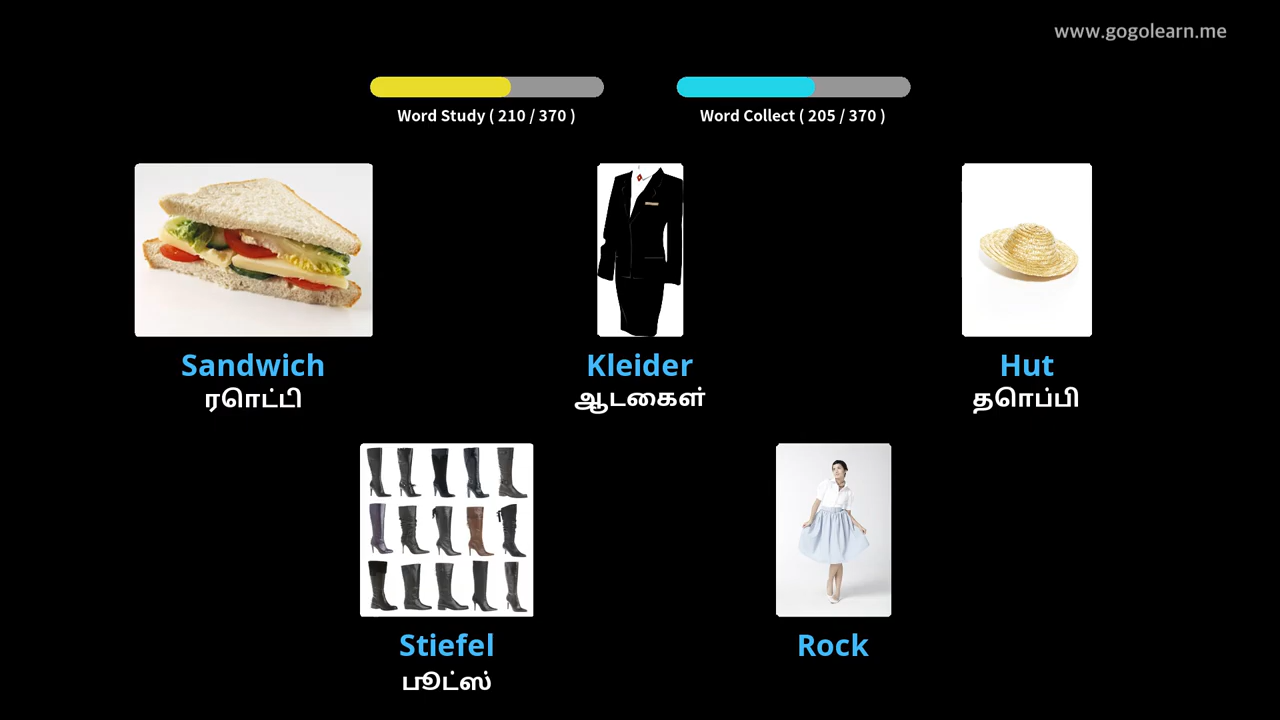 www.gogolearn.me
Word Study ( 210 / 370 )
Word Collect ( 205 / 370 )
Sandwich
ரொட்டி
Kleider
ஆடைகள்
Hut
தொப்பி
Stiefel
பூட்ஸ்
Rock